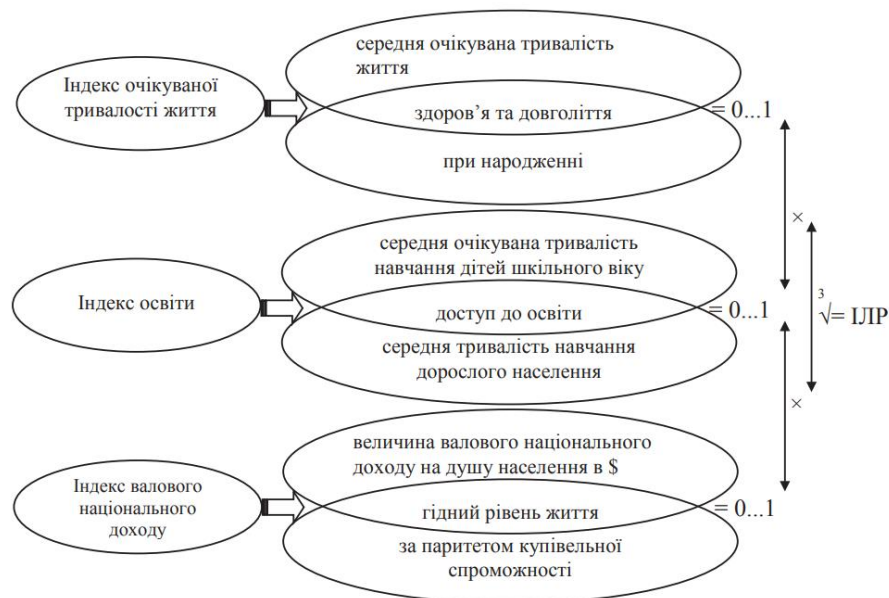 Індекс очікуваної
тривалості життя
середня очікувана тривалість
життя
здоров’я та довголіття
при народженні
= 0...1
×
Індекс освіти
середня очікувана тривалість
навчання дітей шкільного віку
доступ до освіти
середня тривалість навчання
дорослого населення
= 0...1
3
√= ІЛР
×
Індекс валового
національного
доходу
величина валового національного
доходу на душу населення в $
гідний рівень життя
за паритетом купівельної
спроможності
= 0...1